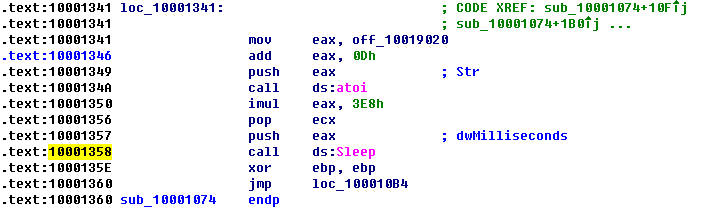 .text:10001341 loc_10001341: ; CODE XREF: sub_10001074+10F↑j
.text:10001341 ; sub_10001074+1B0↑j ...
.text:10001341 mov eax, off_10019020
.text:10001346 add eax, 0Dh
.text:10001349 push eax ; Str
.text:1000134A call ds:atoi
.text:10001350 imul eax, 3E8h
.text:10001356 pop ecx
.text:10001357 push eax ; dwMilliseconds
.text:10001358 call ds:Sleep
.text:1000135E xor ebp, ebp
.text:10001360 jmp loc_100010B4
.text:10001360 sub_10001074 endp